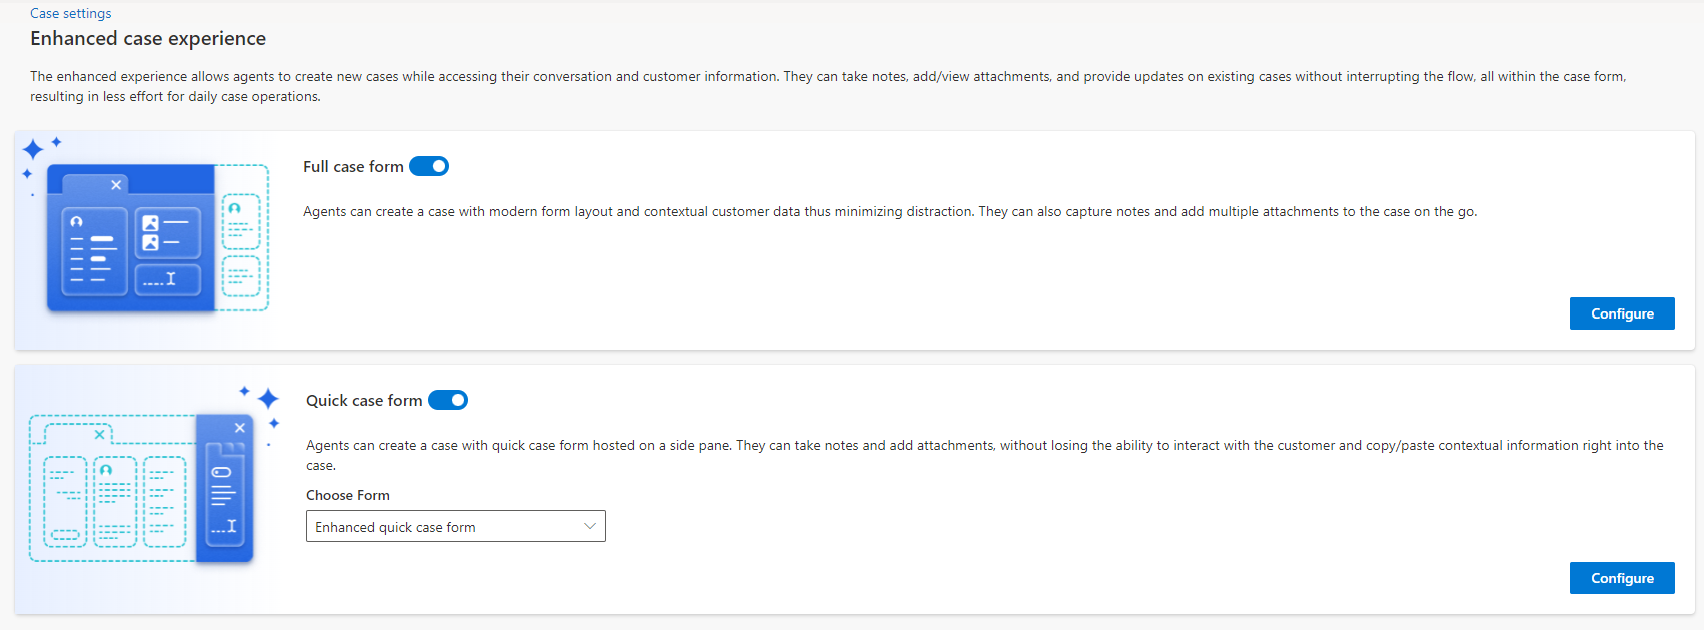 Case settings
Enhanced case experience
The enhanced experience allows agents to create new cases while accessing their conversation and customer information. They can take notes, add/view attachments, and provide updates on existing cases without interrupting the flow, all within the case form,
resulting in less effort for daily case operations.
Full case form
Agents can create a case with modern form layout and contextual customer data thus minimizing distraction. They can also capture notes and add multiple attachments to the case on the go.
Configure
Quick case form
Agents can create a case with quick case form hosted on a side pane. They can take notes and add attachments, without losing the ability to interact with the customer and copy/paste contextual information right into the
case.
Choose Form
Enhanced quick case form
Configure